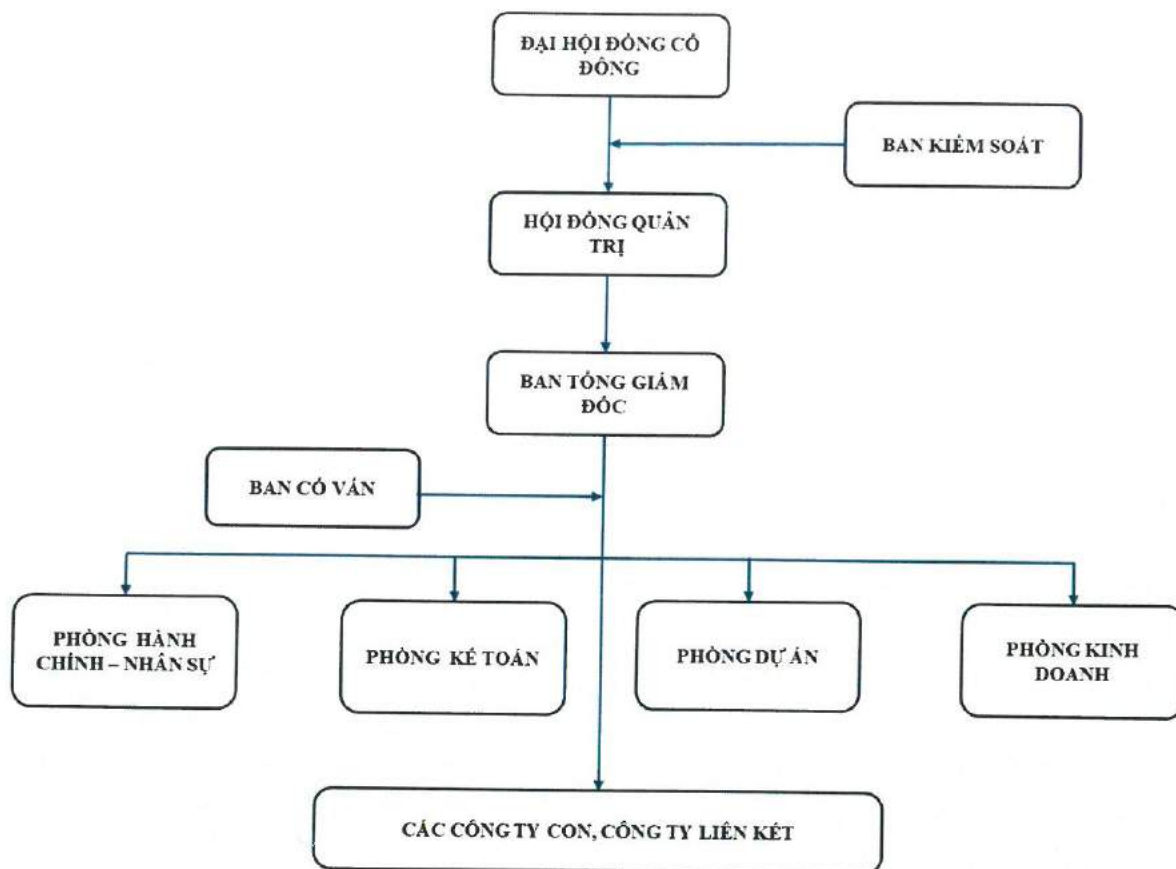 ĐẠI HỘI ĐỒNG CỔ
ĐÔNG
BAN KIỂM SOÁT
HỘI ĐỒNG QUẢN
TRỊ
BAN TỔNG GIÁM
ĐỐC
BAN CỐ VẤN
PHÒNG HÀNH
CHÍNH – NHÂN SỰ
PHÒNG KẾ TOÁN
PHÒNG DỰ ÁN
PHÒNG KINH
DOANH
CÁC CÔNG TY CON, CÔNG TY LIÊN KẾT